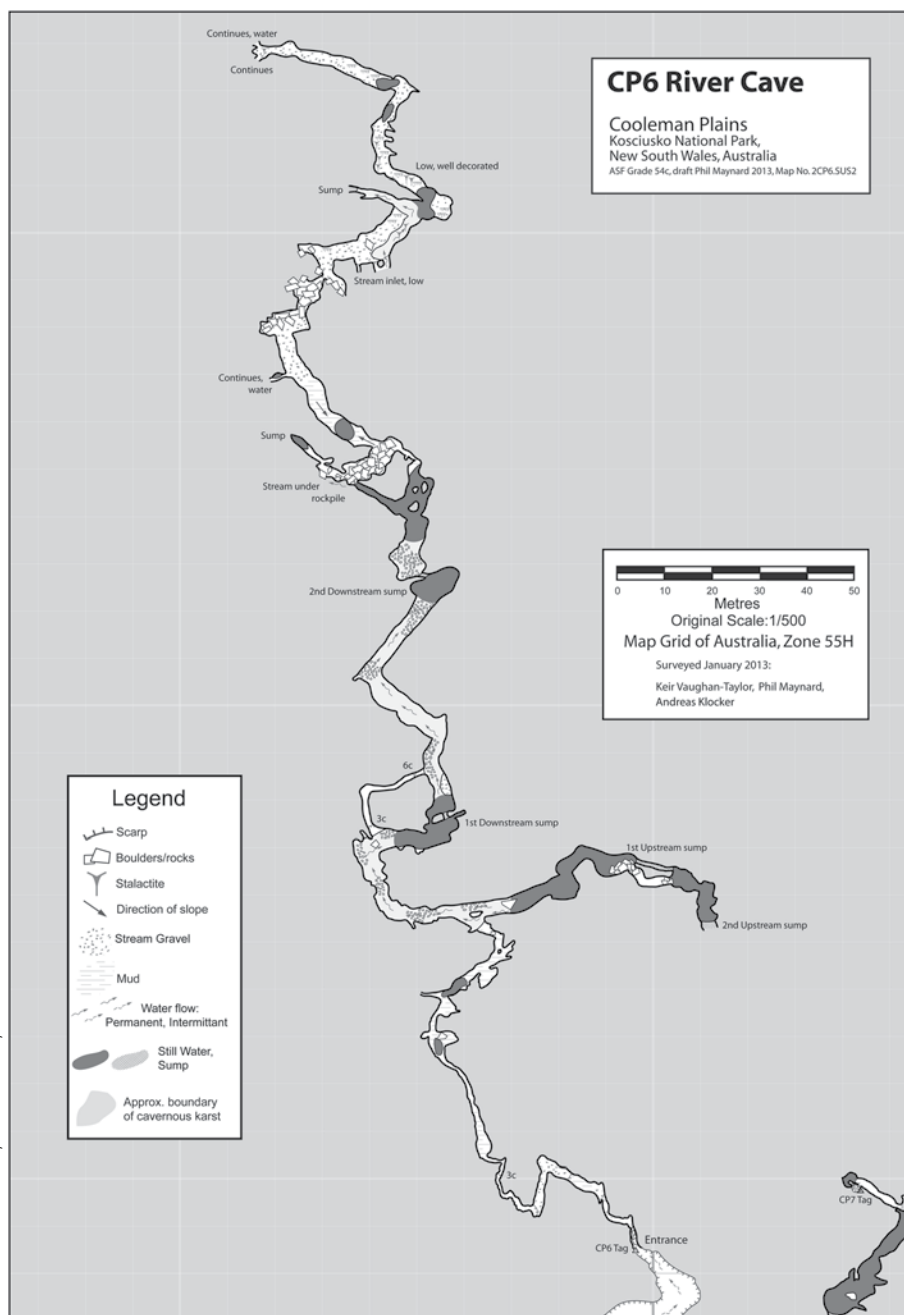 Continues, water
Continues
CP6 River Cave
Cooleman Plains
Kosciusko National Park,
New South Wales, Australia
ASF Grade 54c, draft Phil Maynard 2013, Map No. 2CP6.SUS2
Low, well decorated
Sump
Stream inlet, low
Continues,
water
Sump
Stream under
rockpile
2nd Downstream sump
0 10 20 30 40 50
Metres
Original Scale:1/500
Map Grid of Australia, Zone 55H
Surveyed January 2013:
Keir Vaughan-Taylor, Phil Maynard,
Andreas Klocker
6c
3c
1st Downstream sump
1st Upstream sump
2nd Upstream sump
Legend
Scarp
Boulders/rocks
Stalactite
Direction of slope
Stream Gravel
Mud
Water flow:
Permanent, Intermittant
Still Water,
Sump
Approx. boundary
of cavernous karst
3c
CP6 Tag
Entrance
CP7 Tag